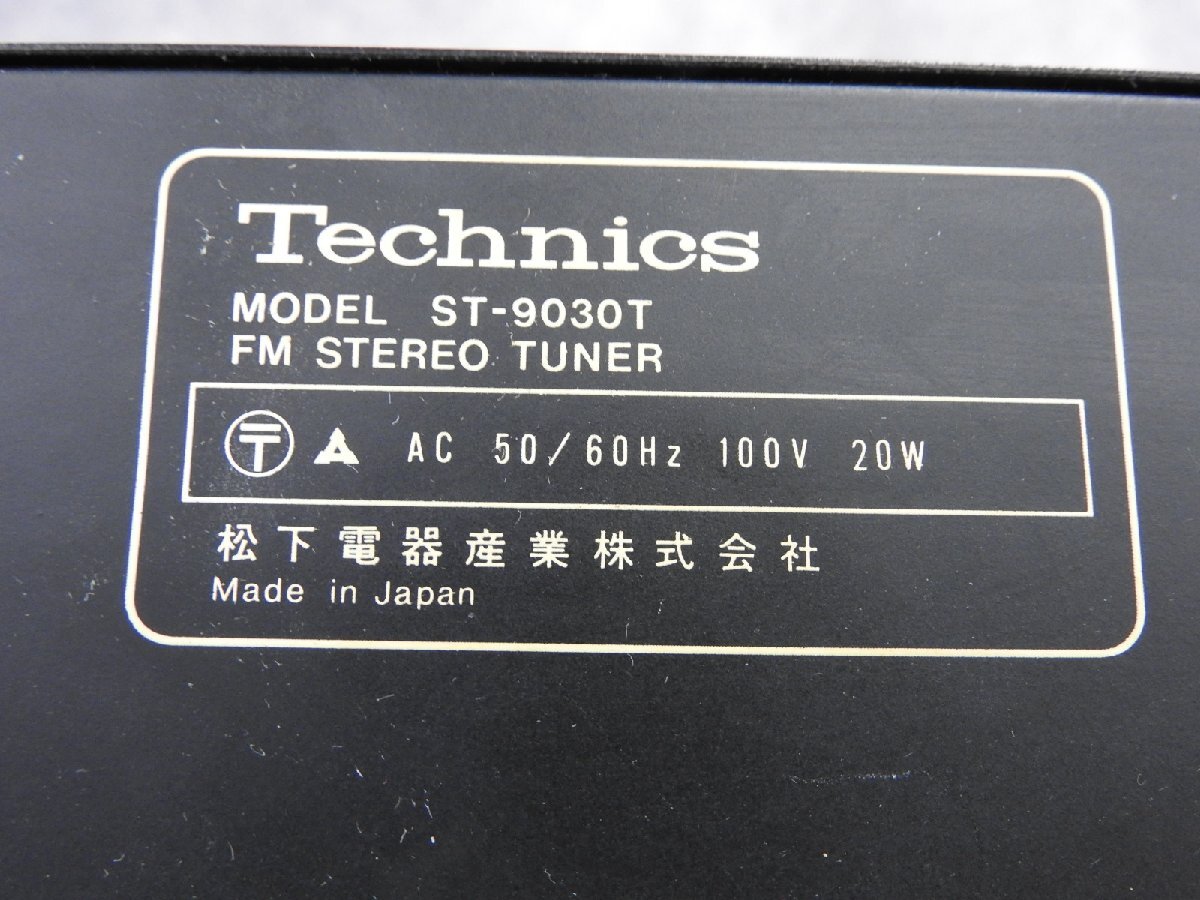 Technics
MODEL ST-9030T
FM STEREO TUNER
〶 A AC 50/60Hz 100V 20W
松下電器産業株式会社
Made in Japan